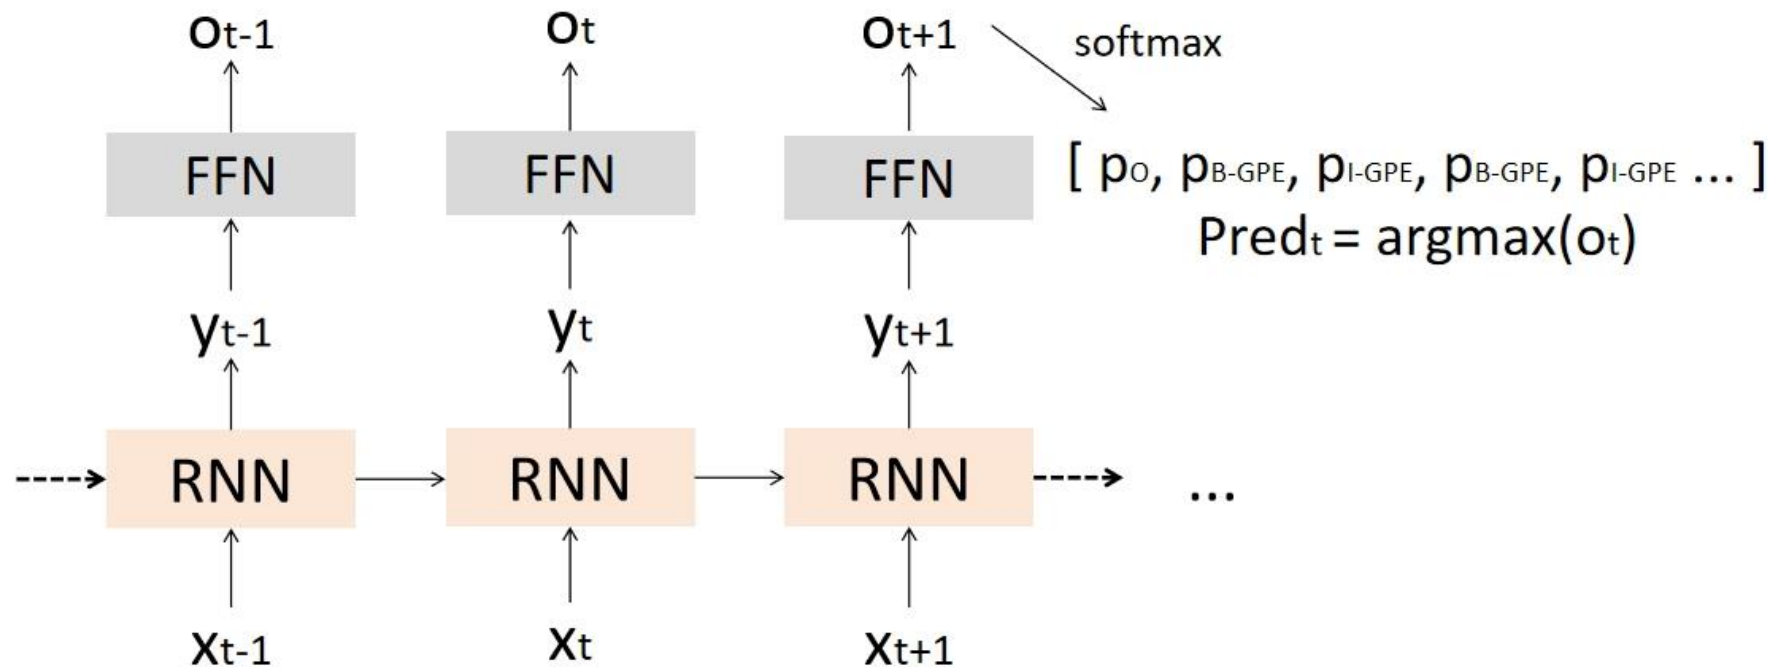 ot-1 ot ot+1 softmax
FFN FFN FFN [ pO, pB-GPE, pI-GPE, pB-GPE, pI-GPE ... ]
Predt = argmax(ot)
yt-1 yt yt+1
RNN RNN RNN ...
xt-1 xt xt+1